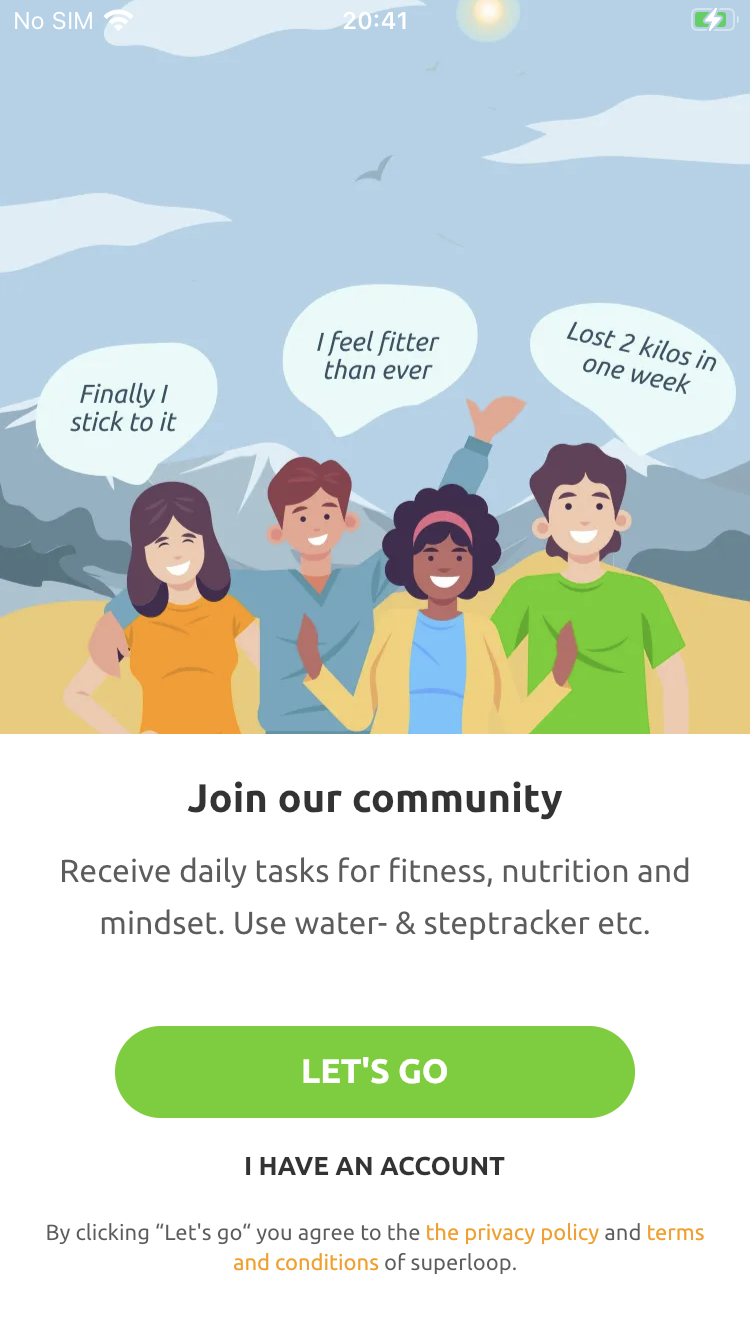 No SIM 20:41
I feel fitter
than ever
Lost 2 kilos in
one week
Finally I
stick to it
Join our community
Receive daily tasks for fitness, nutrition and
mindset. Use water- & steptracker etc.
LET'S GO
I HAVE AN ACCOUNT
By clicking “Let's go“ you agree to the the privacy policy and terms
and conditions of superloop.